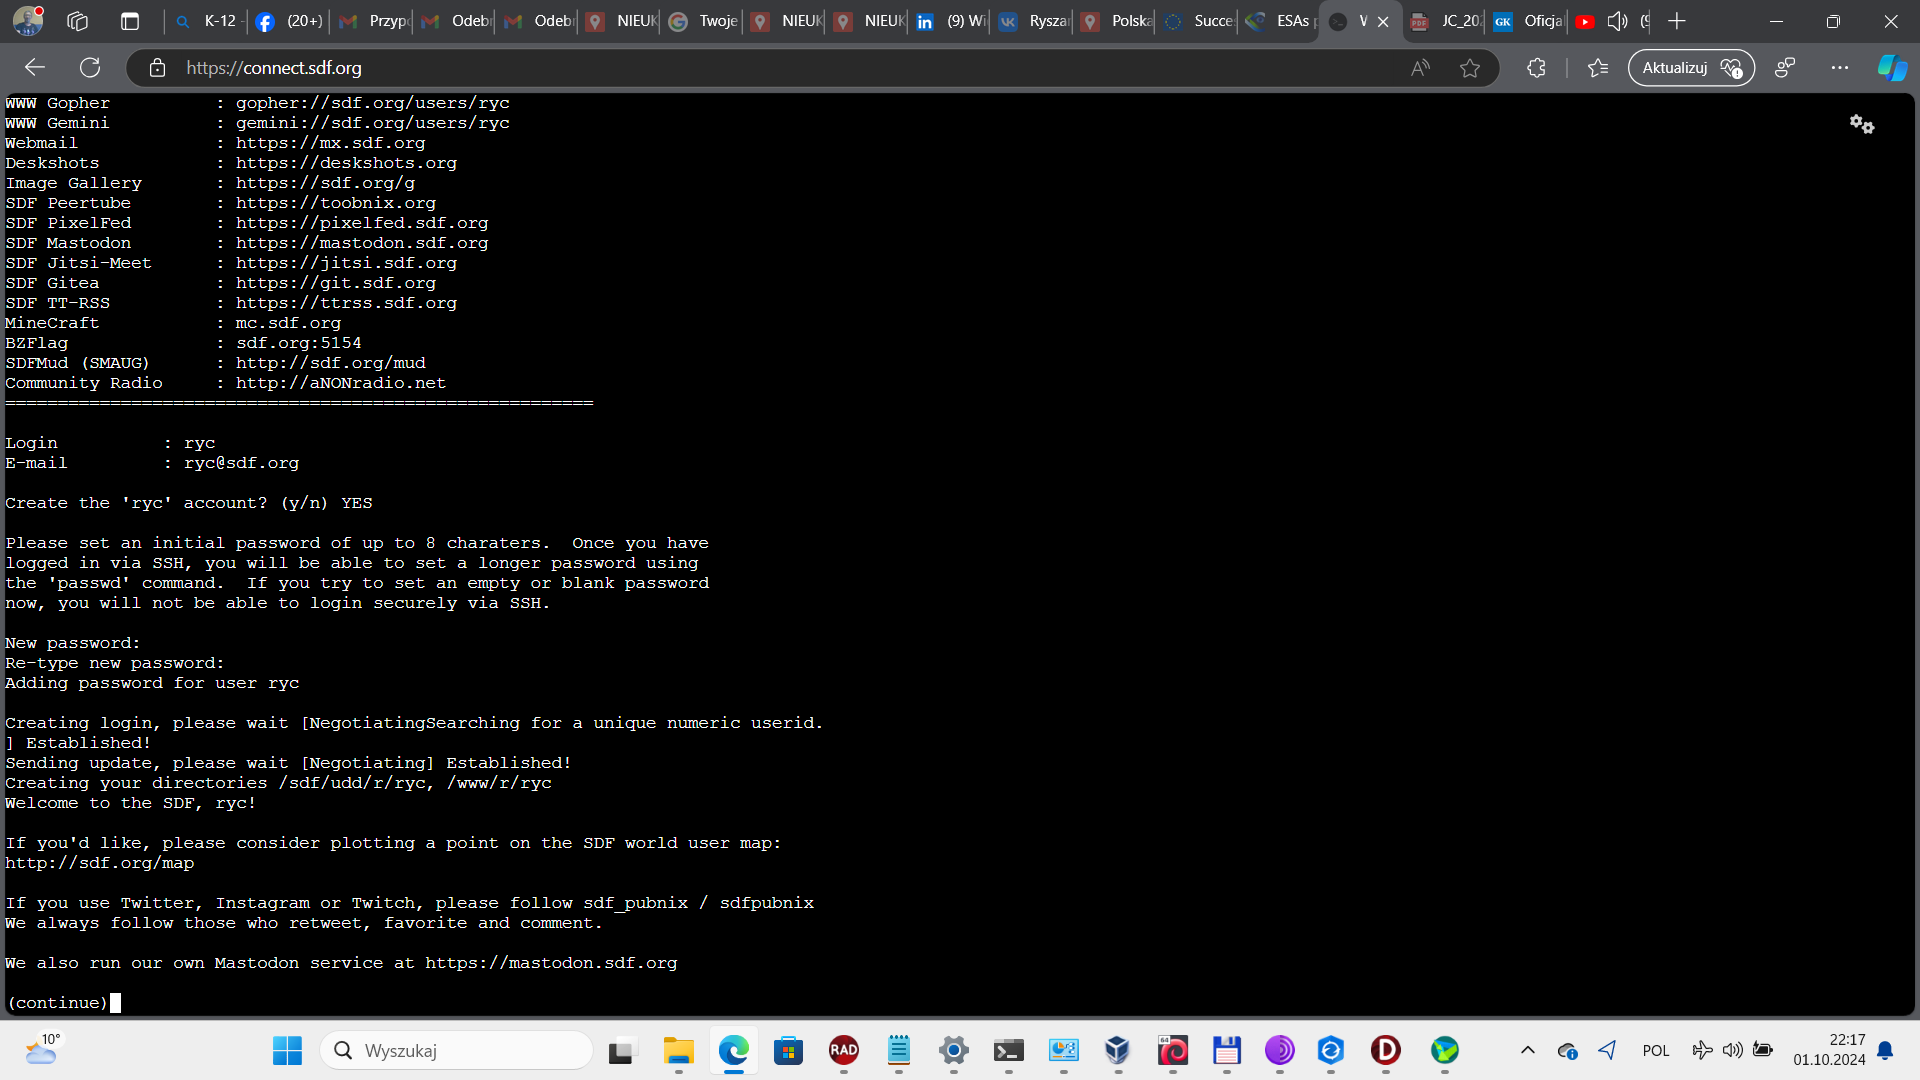 K-12
(20+)
Przypo
Odebr
Odebr
NIEUK
Twoje
NIEUK
NIEUK
(9) Wi
Ryszar
Polska
Succes
ESAs p
W
JC_202
Oficjal
https://connect.sdf.org
Aktualizuj
WWW Gopher : gopher://sdf.org/users/ryc
WWW Gemini : gemini://sdf.org/users/ryc
Webmail : https://mx.sdf.org
Deskshots : https://deskshots.org
Image Gallery : https://sdf.org/g
SDF Peertube : https://toobnix.org
SDF PixelFed : https://pixelfed.sdf.org
SDF Mastodon : https://mastodon.sdf.org
SDF Jitsi-Meet : https://jitsi.sdf.org
SDF Gitea : https://git.sdf.org
SDF TT-RSS : https://ttrss.sdf.org
MineCraft : mc.sdf.org
BZFlag : sdf.org:5154
SDFMud (SMAUG) : http://sdf.org/mud
Community Radio : http://aNONradio.net
========================================================
Login : ryc
E-mail : ryc@sdf.org
Create the 'ryc' account? (y/n) YES
Please set an initial password of up to 8 charaters. Once you have
logged in via SSH, you will be able to set a longer password using
the 'passwd' command. If you try to set an empty or blank password
now, you will not be able to login securely via SSH.
New password:
Re-type new password:
Adding password for user ryc
Creating login, please wait [NegotiatingSearching for a unique numeric userid.
] Established!
Sending update, please wait [Negotiating] Established!
Creating your directories /sdf/udd/r/ryc, /www/r/ryc
Welcome to the SDF, ryc!
If you'd like, please consider plotting a point on the SDF world user map:
http://sdf.org/map
If you use Twitter, Instagram or Twitch, please follow sdf_pubnix / sdfpubnix
We always follow those who retweet, favorite and comment.
We also run our own Mastodon service at https://mastodon.sdf.org
(continue)
10°
Wyszukaj
RAD
64
D
POL
22:17
01.10.2024